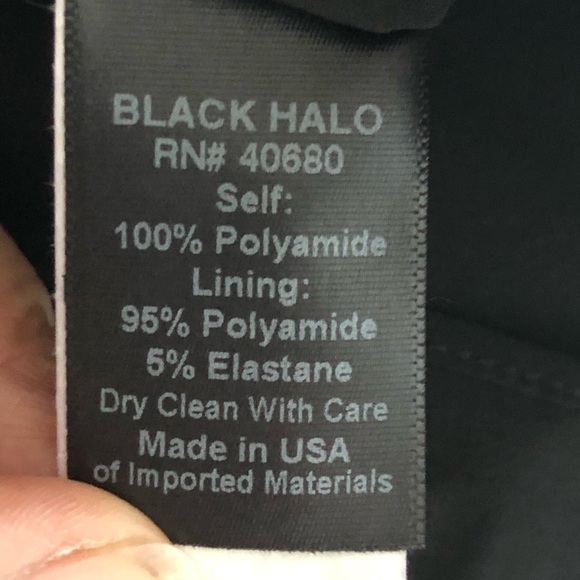 BLACK HALO
RN# 40680
Self:
100% Polyamide
Lining:
95% Polyamide
5% Elastane
Dry Clean With Care
Made in USA
of Imported Materials